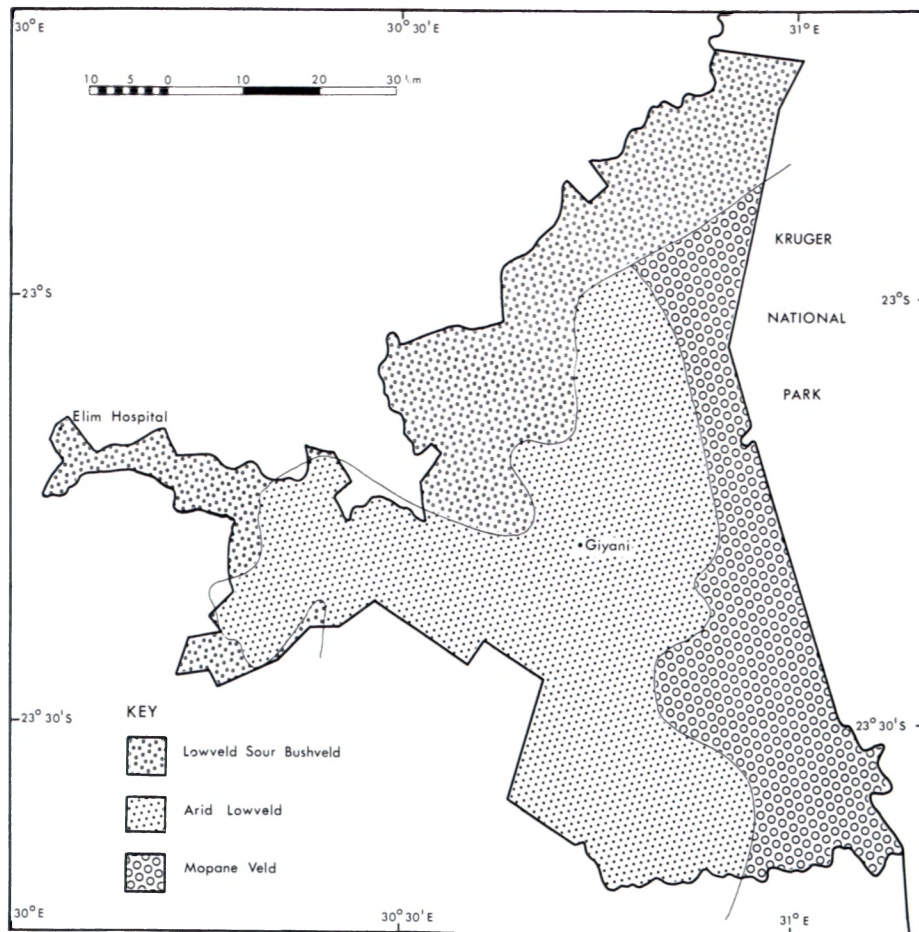 30°E
30°30'E
31°E
10 5 0 10 20 30 km
KRUGER
23°S
23°S
NATIONAL
PARK
Elim Hospital
Giyani
KEY
23°30'S
23°30'S
Lowveld Sour Bushveld
Arid Lowveld
Mopane Veld
30°E
30°30'E
31°E